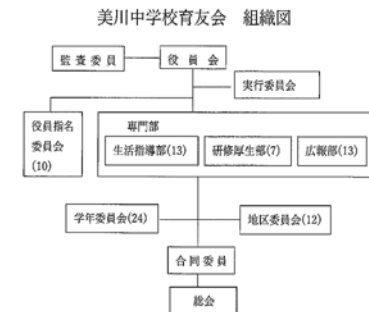 美川中学校育友会 組織図
監査委員
役員会
実行委員会
役員指名
委員会
(10)
専門部
生活指導部(13)
研修厚生部(7)
広報部(13)
学年委員会(24)
地区委員会(12)
合同委員
総会